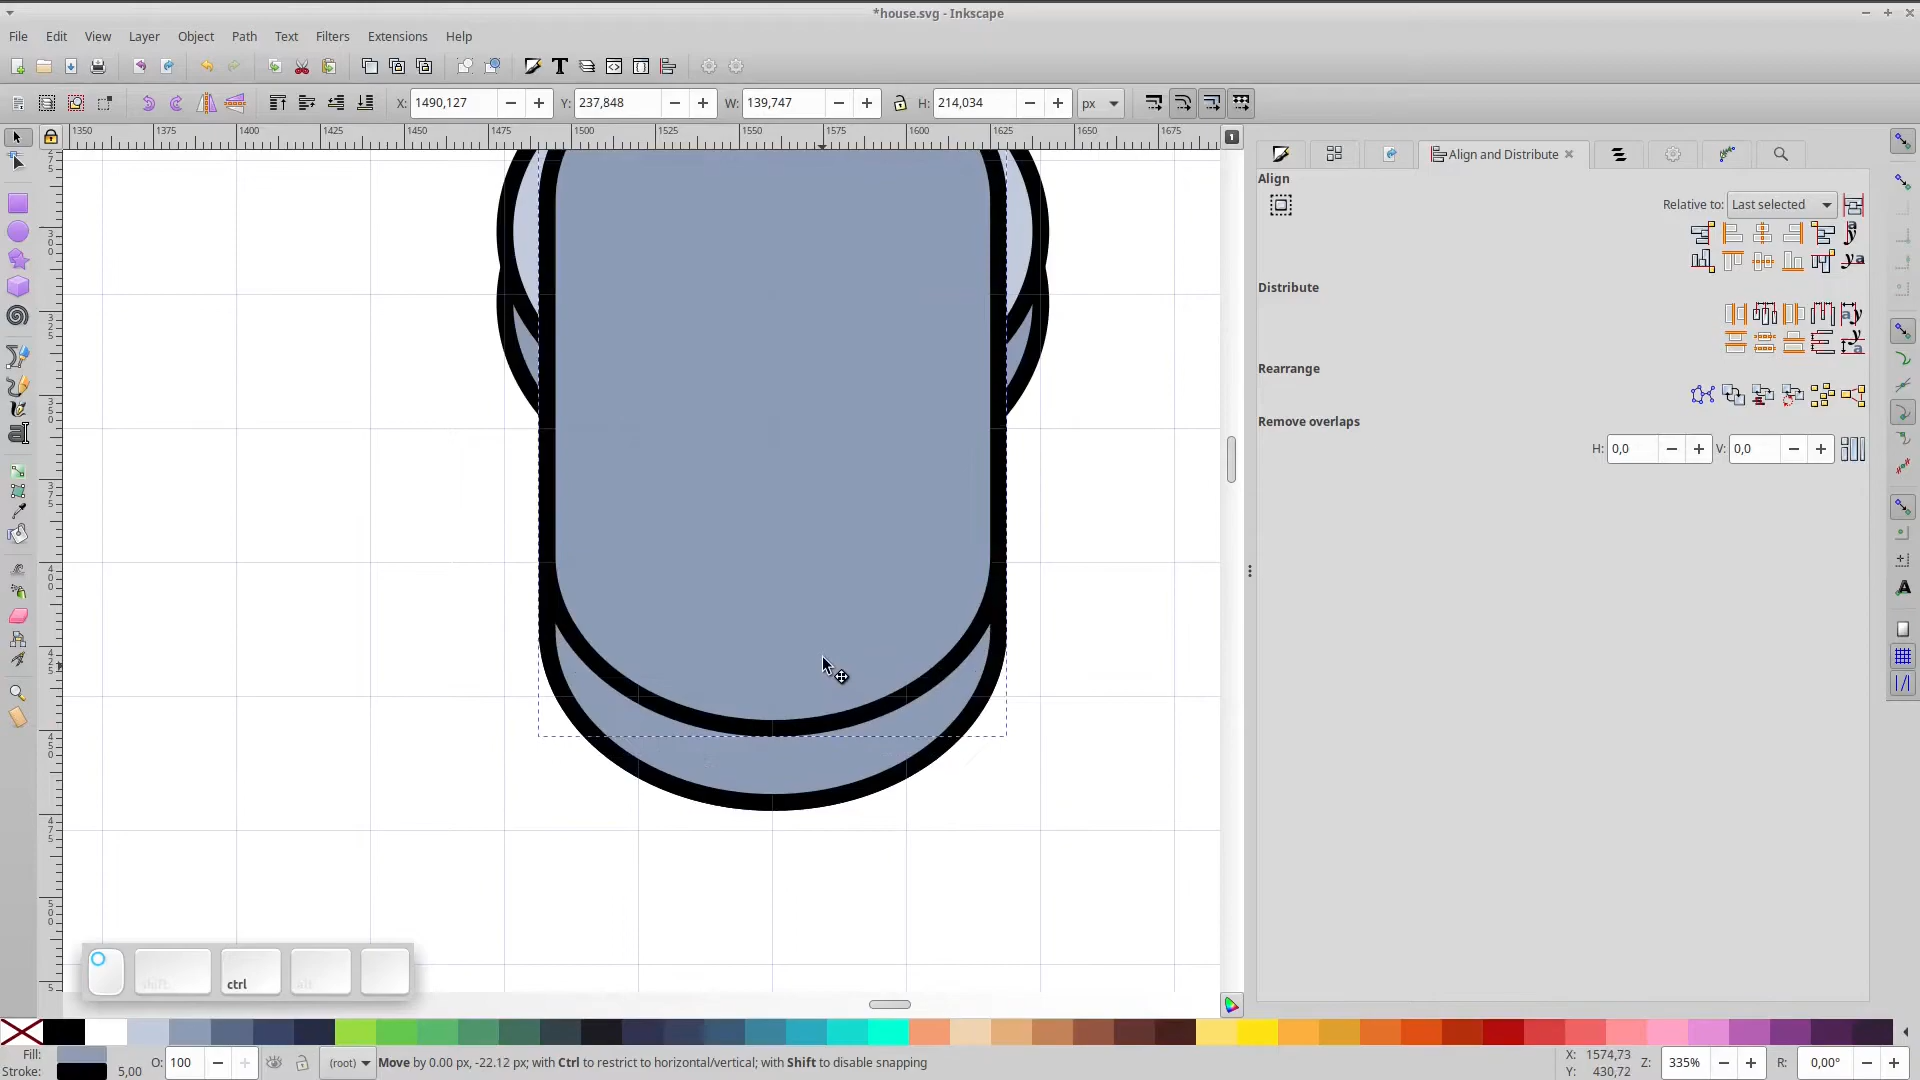 *house.svg - Inkscape
File Edit View Layer Object Path Text Filters Extensions Help
X: 1490,127 Y: 237,848 W: 139,747 H: 214,034 px
1350 1375 1400 1425 1450 1475 1500 1525 1550 1575 1600 1625 1650 1675
1
Align and Distribute
Align
Relative to: Last selected
Distribute
Rearrange
Remove overlaps
H: 0,0 V: 0,0
shift ctrl alt
Fill:
Stroke: 5,00
O: 100
(root)
Move by 0.00 px, -22.12 px; with Ctrl to restrict to horizontal/vertical; with Shift to disable snapping
X: 1574,73
Y: 430,72
Z: 335%
R: 0,00°